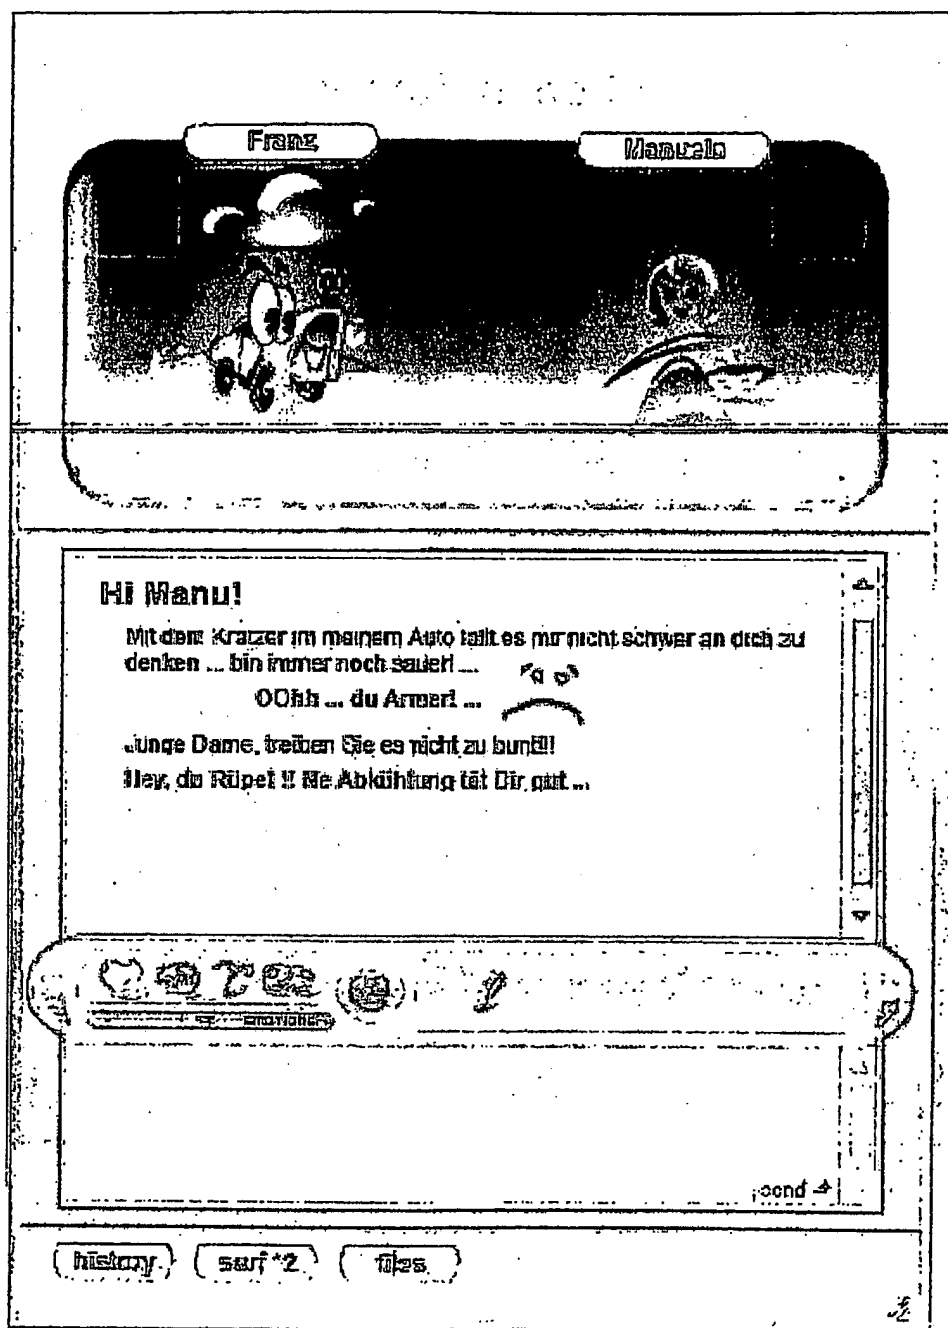 Franz
Manuela
Hi Manu!
Mit dem Kratzer im meinem Auto fällt es mir nicht schwer an dich zu
denken ... bin immer noch sauer! ...
OOhh ... du Armer! ...
Junge Dame, treiben Sie es nicht zu bunt!!!
Hey, du Rüpel !! Ne Abkühlung tät Dir gut ...
send
history
surf*2
files